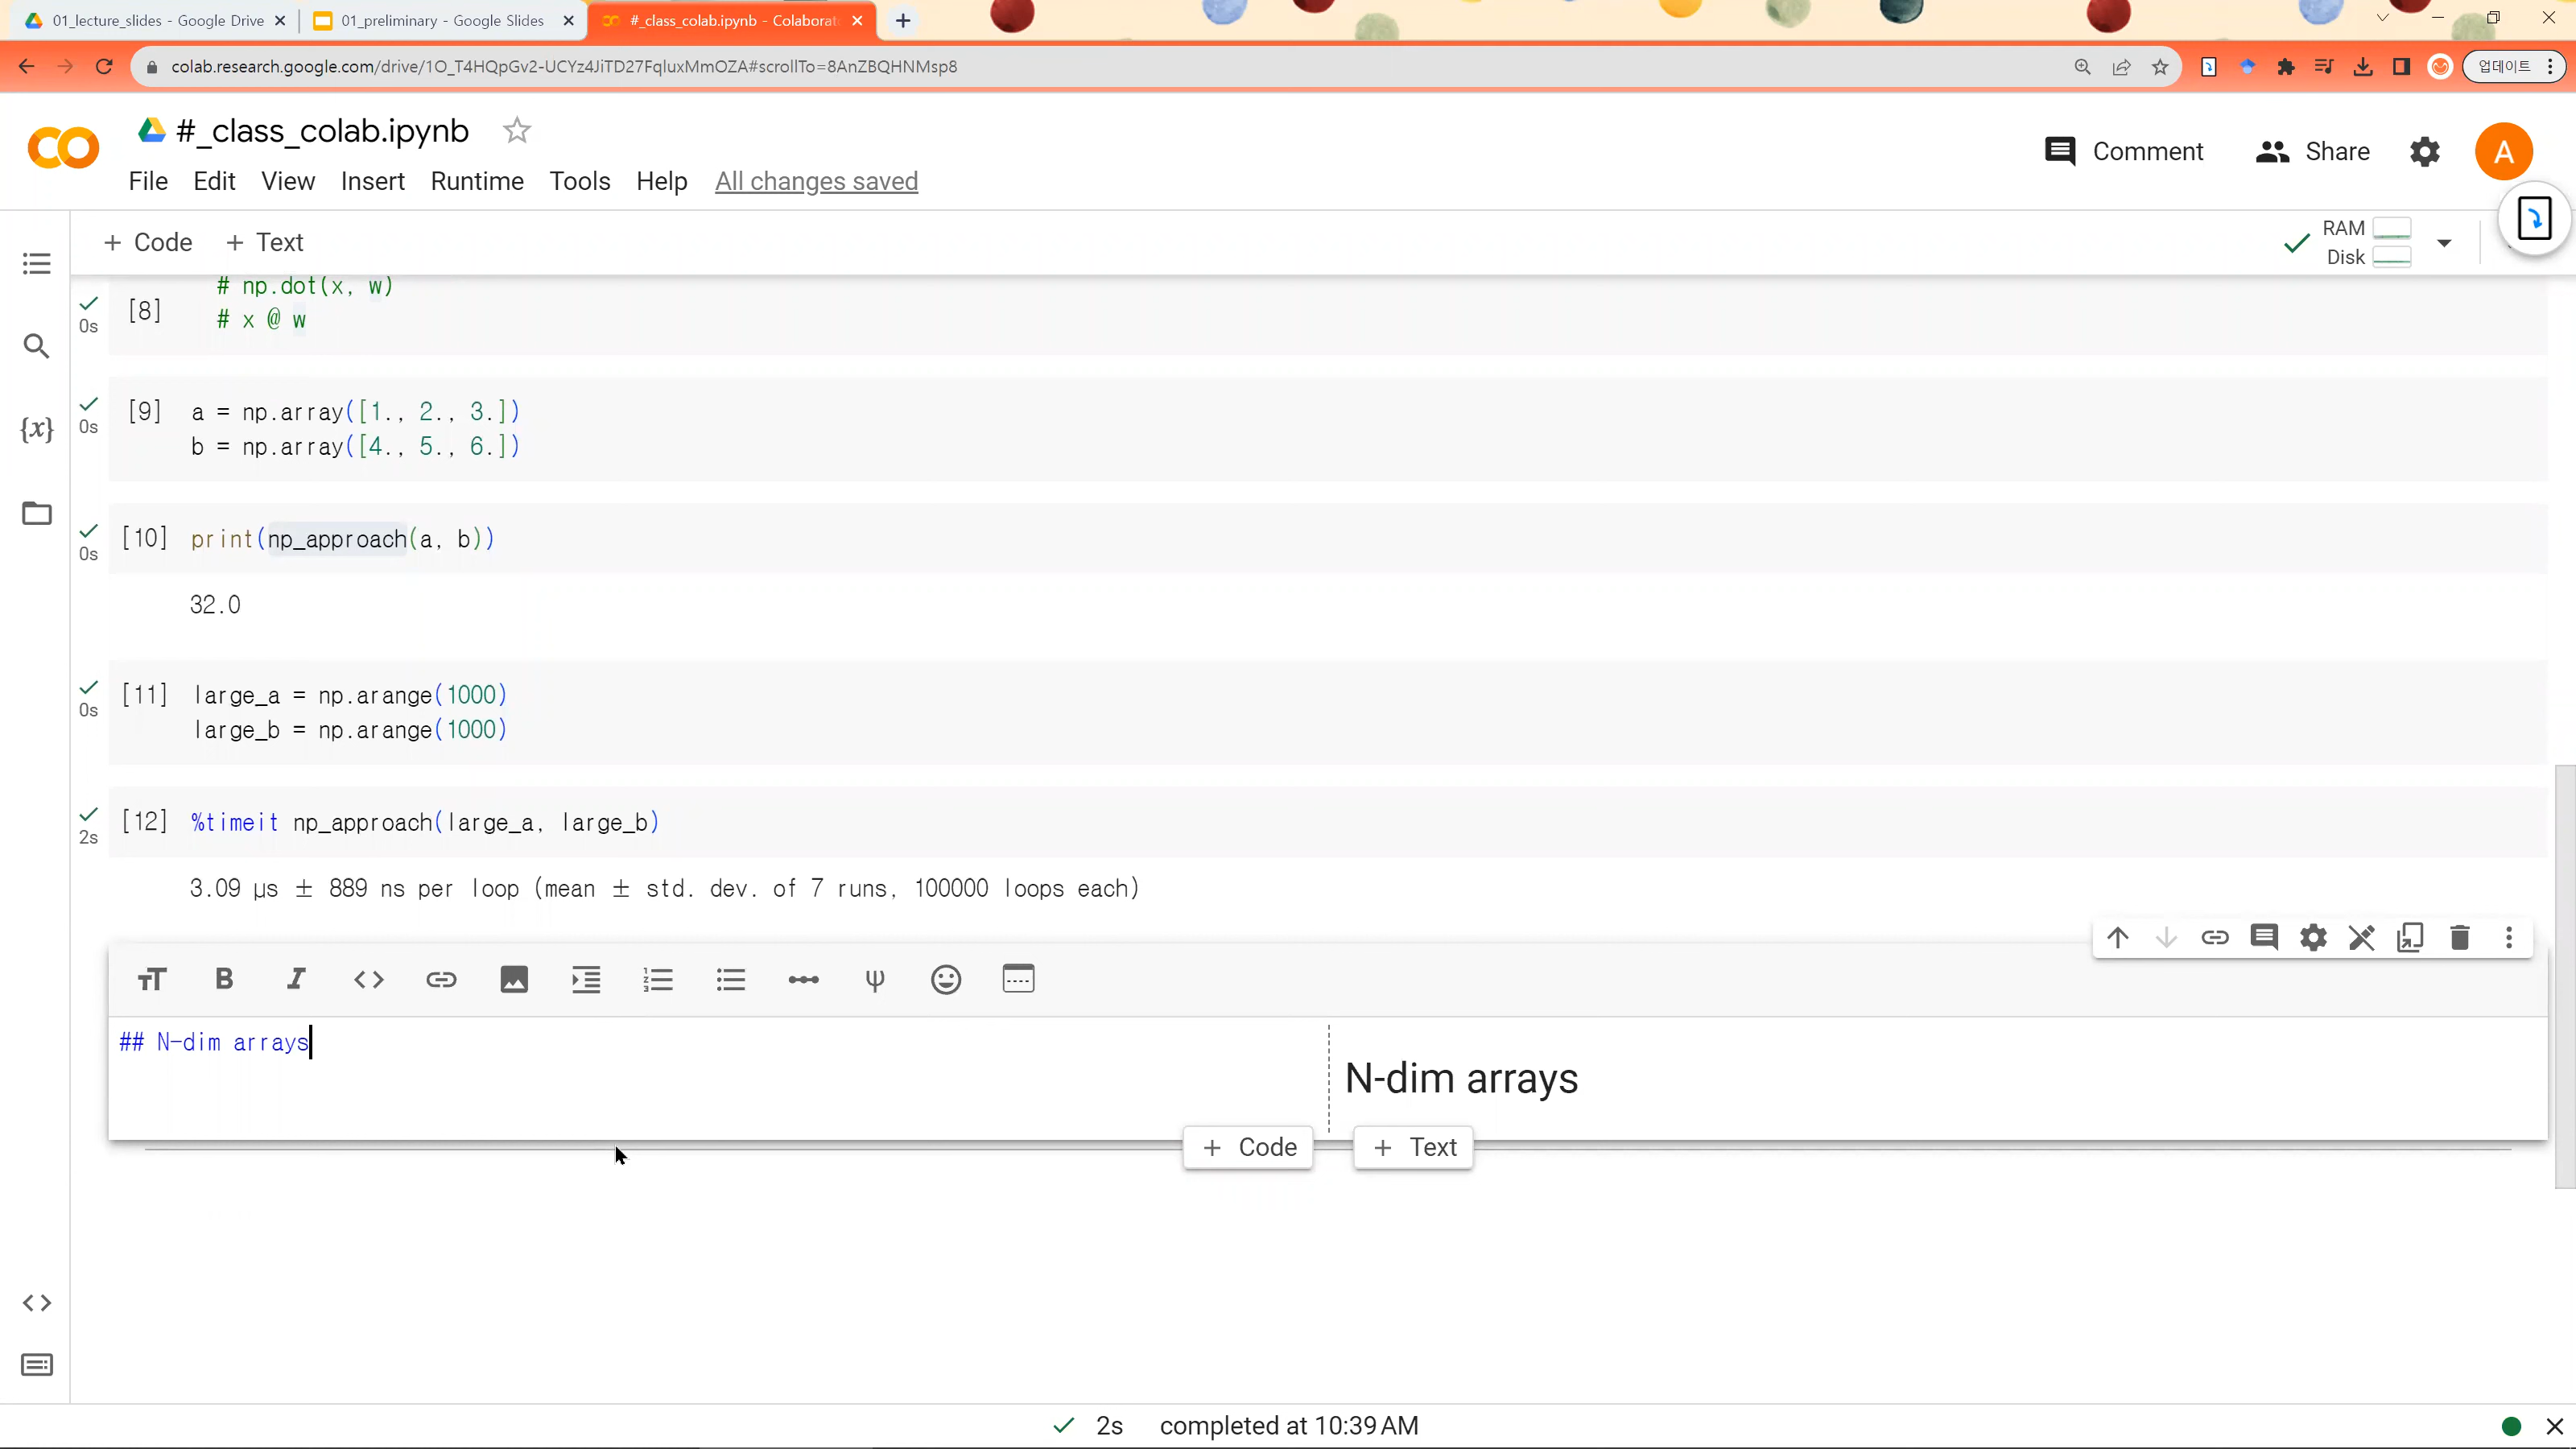 01_lecture_slides - Google Drive
01_preliminary - Google Slides
#_class_colab.ipynb - Colaborat
colab.research.google.com/drive/1O_T4HQpGv2-UCYz4JiTD27FqluxMmOZA#scrollTo=8AnZBQHNMsp8
업데이트
#_class_colab.ipynb
Comment
Share
A
File Edit View Insert Runtime Tools Help All changes saved
+ Code + Text
RAM
Disk
# np.dot(x, w)
[8] # x @ w
0s
[9] a = np.array([1., 2., 3.])
0s
b = np.array([4., 5., 6.])
[10] print(np_approach(a, b))
0s
32.0
[11] large_a = np.arange(1000)
0s
large_b = np.arange(1000)
[12] %timeit np_approach(large_a, large_b)
2s
3.09 µs ± 889 ns per loop (mean ± std. dev. of 7 runs, 100000 loops each)
## N-dim arrays
N-dim arrays
+ Code + Text
2s completed at 10:39 AM